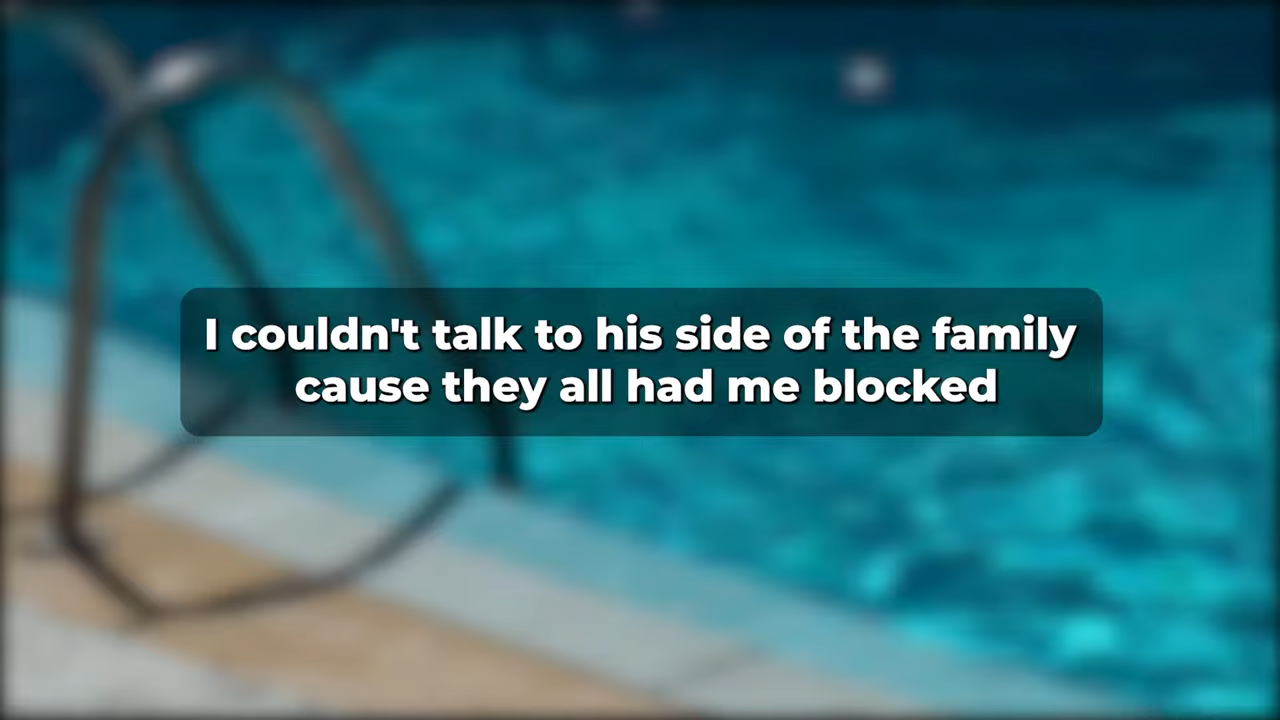 I couldn't talk to his side of the family
cause they all had me blocked